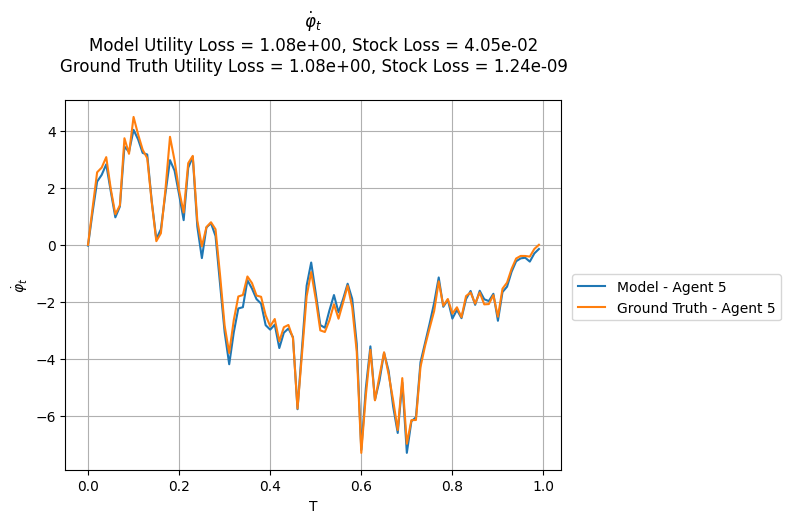 φ̇ₜ
Model Utility Loss = 1.08e+00, Stock Loss = 4.05e-02
Ground Truth Utility Loss = 1.08e+00, Stock Loss = 1.24e-09
4
2
0
−2
−4
−6
φ̇ₜ
0.0 0.2 0.4 0.6 0.8 1.0
T
Model - Agent 5
Ground Truth - Agent 5